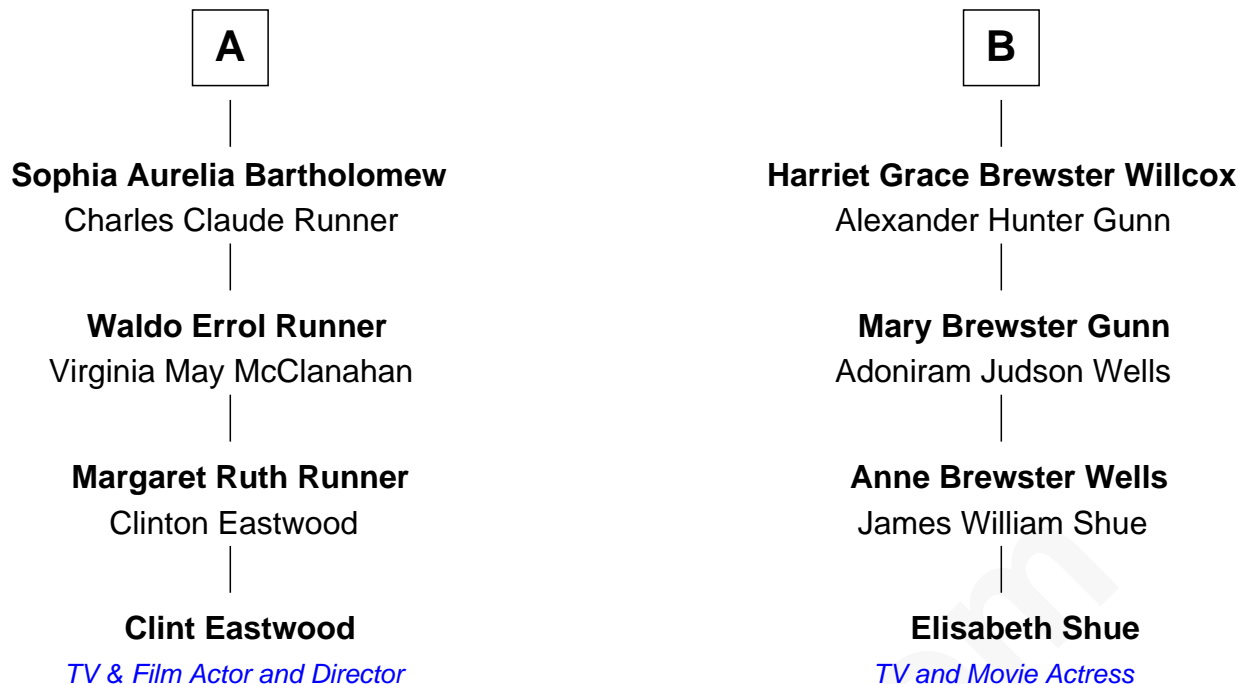 A
Sophia Aurelia Bartholomew
Charles Claude Runner
Waldo Errol Runner
Virginia May McClanahan
Margaret Ruth Runner
Clinton Eastwood
Clint Eastwood
TV & Film Actor and Director
B
Harriet Grace Brewster Willcox
Alexander Hunter Gunn
Mary Brewster Gunn
Adoniram Judson Wells
Anne Brewster Wells
James William Shue
Elisabeth Shue
TV and Movie Actress
om